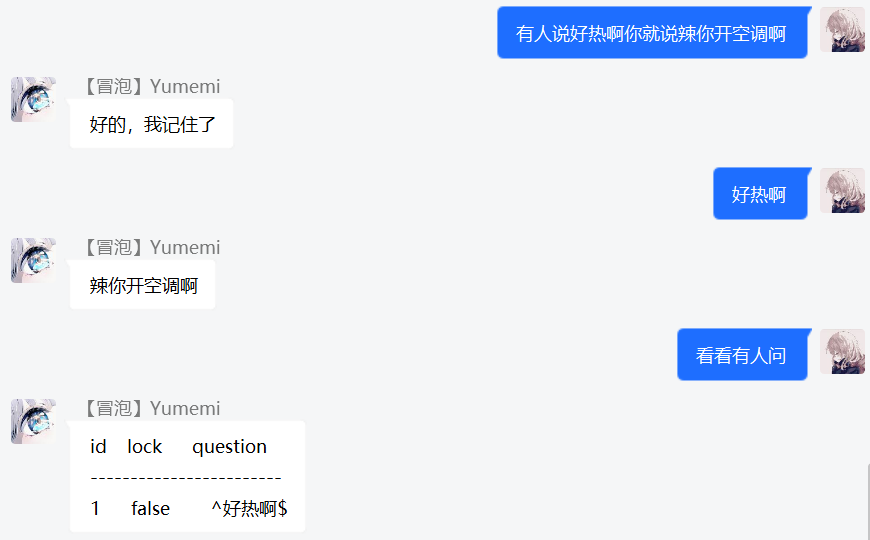 有人说好热啊你就说辣你开空调啊
【冒泡】Yumemi
好的，我记住了
好热啊
【冒泡】Yumemi
辣你开空调啊
看看有人问
【冒泡】Yumemi
id lock question
------------------------
1 false ^好热啊$